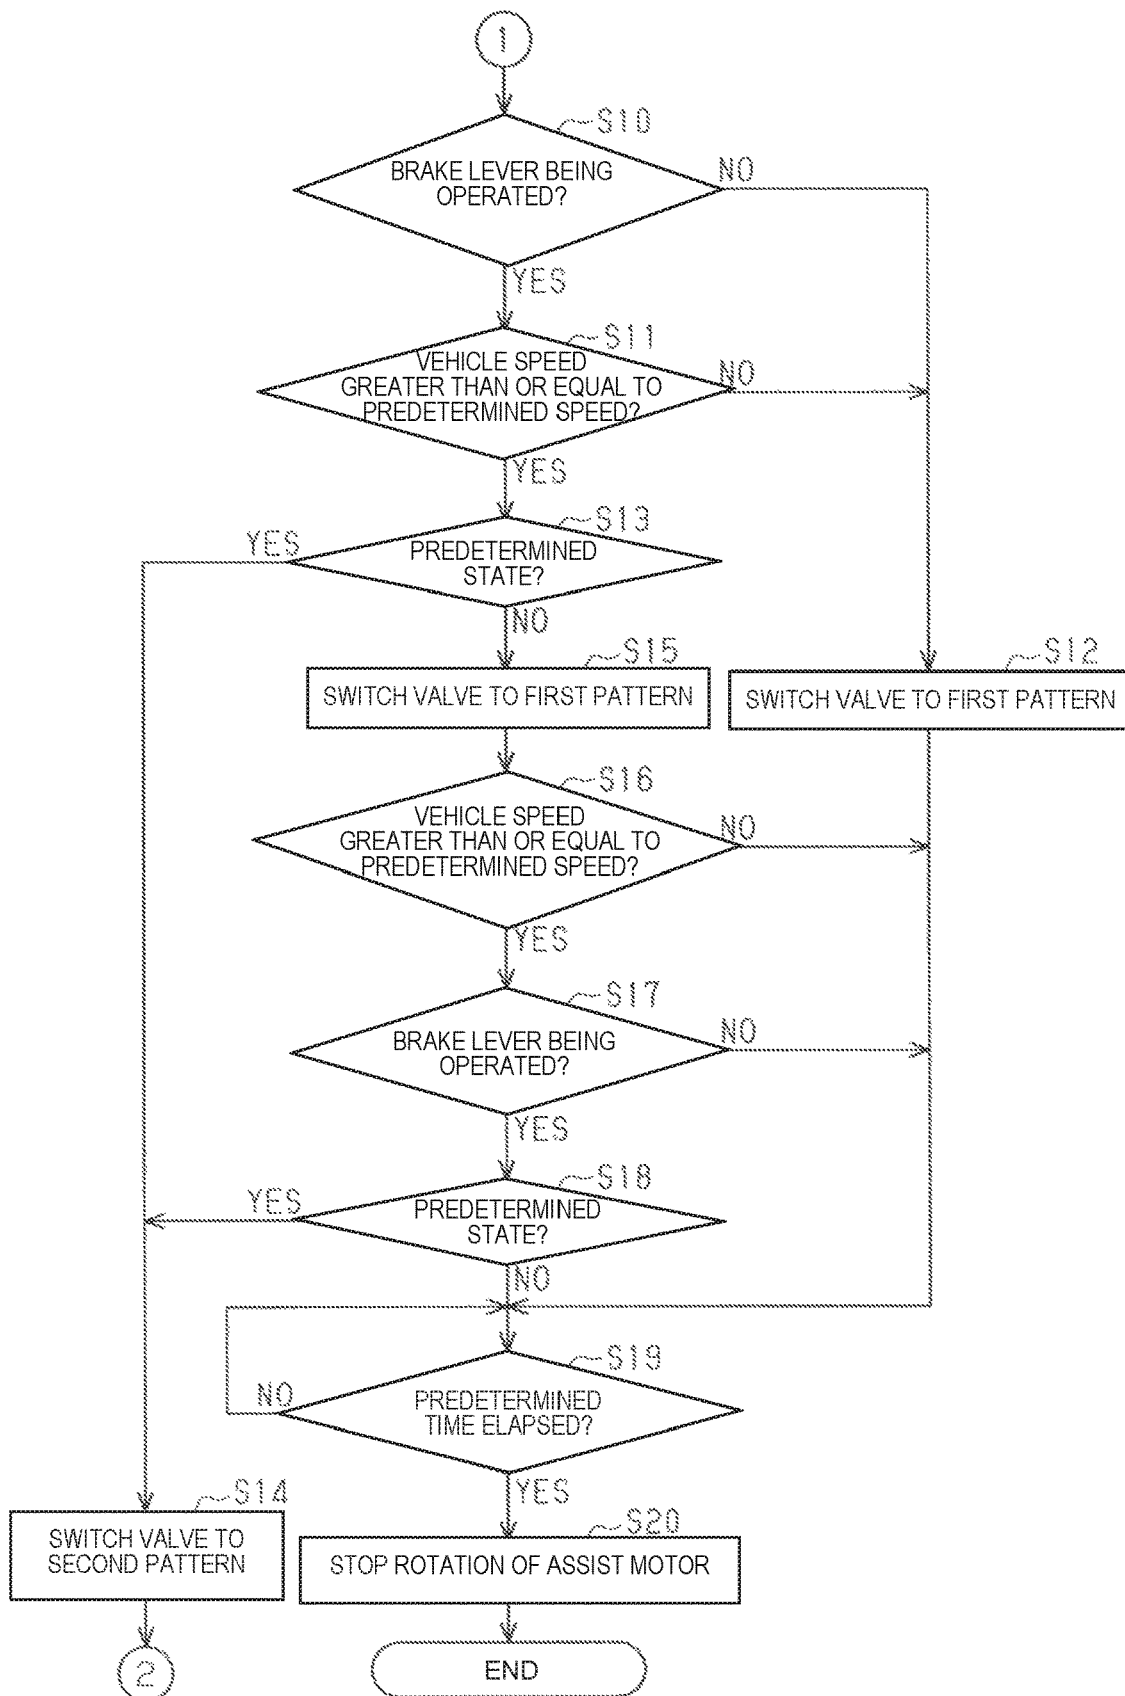 1
S10
BRAKE LEVER BEING
OPERATED?
NO
YES
S11
VEHICLE SPEED
GREATER THAN OR EQUAL TO
PREDETERMINED SPEED?
NO
YES
S13
YES
PREDETERMINED
STATE?
NO
S15
SWITCH VALVE TO FIRST PATTERN
S12
SWITCH VALVE TO FIRST PATTERN
S16
VEHICLE SPEED
GREATER THAN OR EQUAL TO
PREDETERMINED SPEED?
NO
YES
S17
BRAKE LEVER BEING
OPERATED?
NO
YES
S18
YES
PREDETERMINED
STATE?
NO
S19
NO
PREDETERMINED
TIME ELAPSED?
YES
S14
SWITCH VALVE TO
SECOND PATTERN
S20
STOP ROTATION OF ASSIST MOTOR
2
END